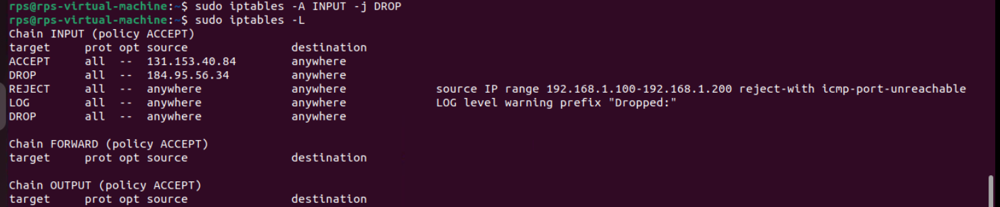 rps@rps-virtual-machine:~$ sudo iptables -A INPUT -j DROP
rps@rps-virtual-machine:~$ sudo iptables -L
Chain INPUT (policy ACCEPT)
target     prot opt source               destination
ACCEPT     all  --  131.153.40.84        anywhere
DROP       all  --  184.95.56.34         anywhere
REJECT     all  --  anywhere             anywhere             source IP range 192.168.1.100-192.168.1.200 reject-with icmp-port-unreachable
LOG        all  --  anywhere             anywhere             LOG level warning prefix "Dropped:"
DROP       all  --  anywhere             anywhere
Chain FORWARD (policy ACCEPT)
target     prot opt source               destination
Chain OUTPUT (policy ACCEPT)
target     prot opt source               destination